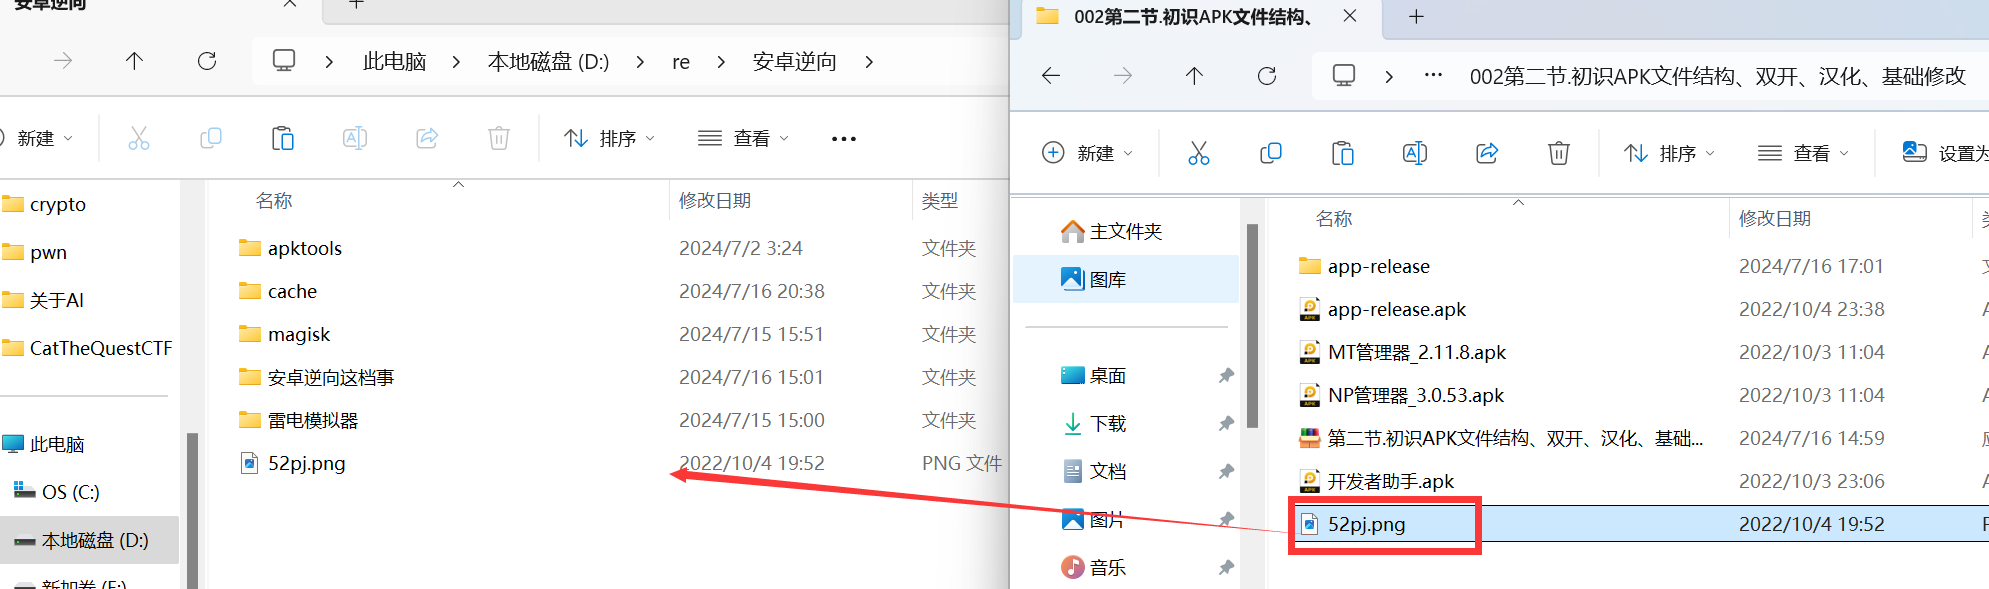 安卓逆向
此电脑 本地磁盘 (D:) re 安卓逆向
新建 排序 查看
名称 修改日期 类型
crypto
pwn
关于AI
CatTheQuestCTF
此电脑
OS (C:)
本地磁盘 (D:)
新加卷 (E:)
apktools 2024/7/2 3:24 文件夹
cache 2024/7/16 20:38 文件夹
magisk 2024/7/15 15:51 文件夹
安卓逆向这档事 2024/7/16 15:01 文件夹
雷电模拟器 2024/7/15 15:00 文件夹
52pj.png 2022/10/4 19:52 PNG 文件
002第二节.初识APK文件结构、
002第二节.初识APK文件结构、双开、汉化、基础修改
新建 排序 查看 设置为
名称 修改日期
主文件夹
图库
桌面
下载
文档
图片
音乐
app-release 2024/7/16 17:01
app-release.apk 2022/10/4 23:38
MT管理器_2.11.8.apk 2022/10/3 11:04
NP管理器_3.0.53.apk 2022/10/3 11:04
第二节.初识APK文件结构、双开、汉化、基础... 2024/7/16 14:59
开发者助手.apk 2022/10/3 23:06
52pj.png 2022/10/4 19:52